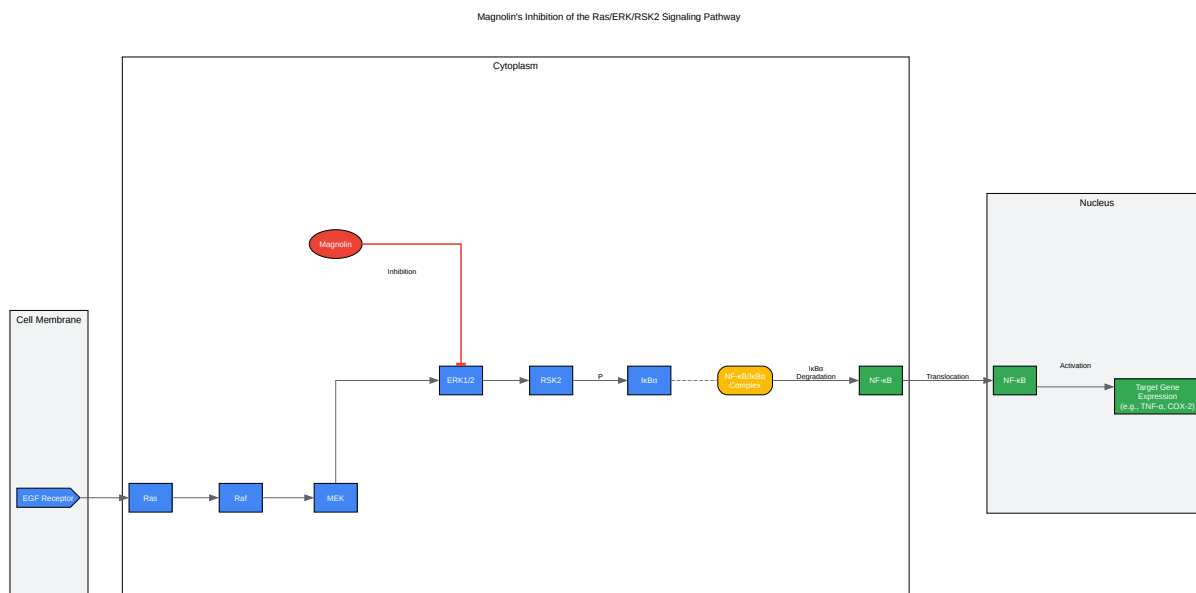 Magnolin's Inhibition of the Ras/ERK/RSK2 Signaling Pathway
Cytoplasm
Nucleus
Magnolin
Inhibition
Cell Membrane
ERK1/2
RSK2
P
IκBα
NF-κB/IκBα
Complex
IκBα
Degradation
NF-κB
Translocation
NF-κB
Activation
Target Gene
Expression
(e.g., TNF-α, COX-2)
EGF Receptor
Ras
Raf
MEK